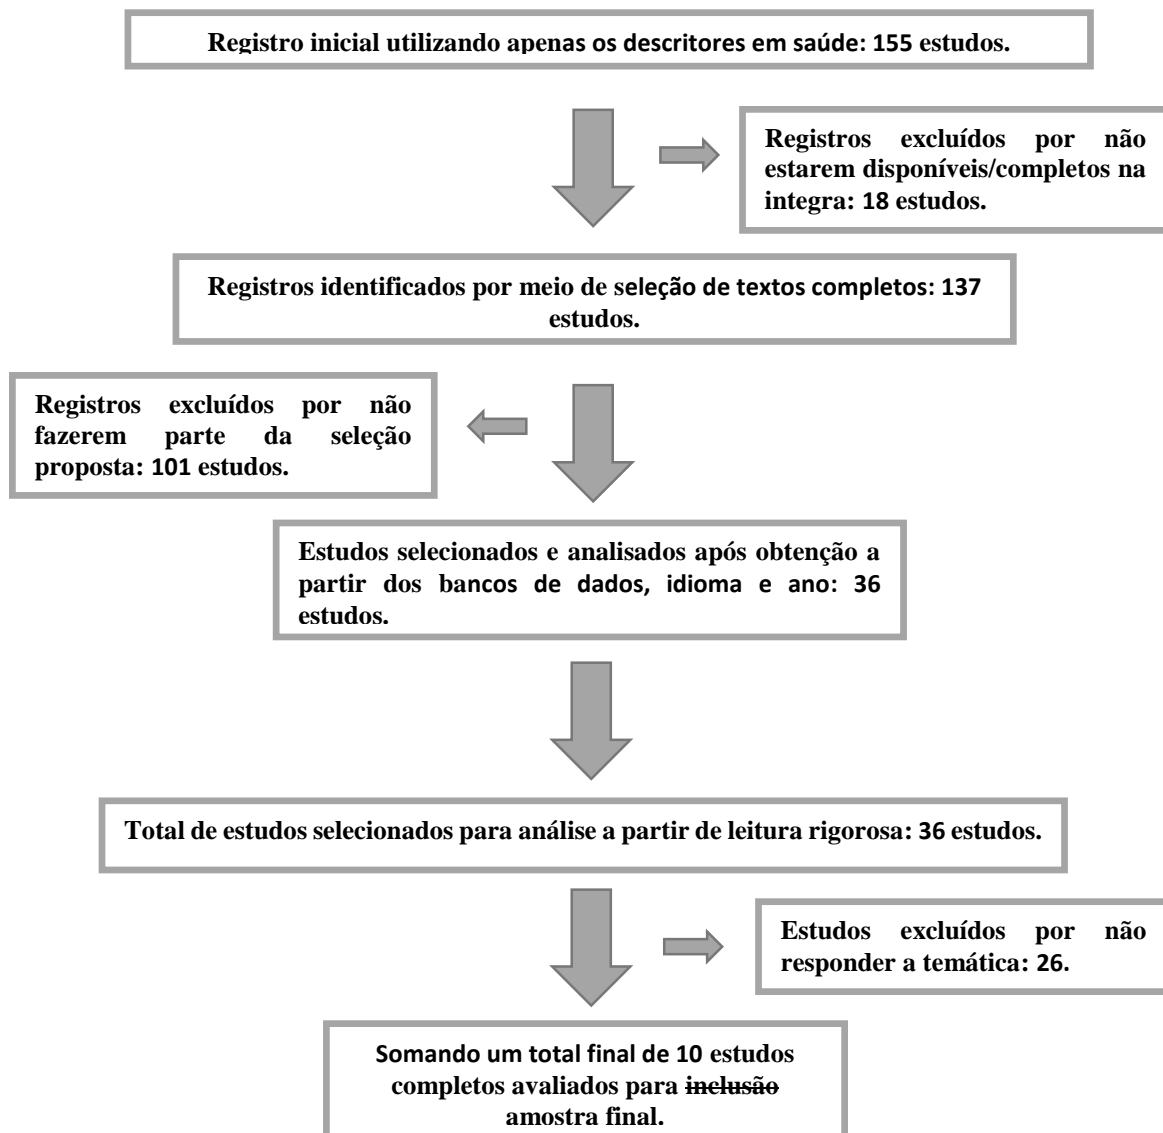 Registro inicial utilizando apenas os descritores em saúde: 155 estudos.
Registros excluídos por não
estarem disponíveis/completos na
integra: 18 estudos.
Registros identificados por meio de seleção de textos completos: 137
estudos.
Registros excluídos por não
fazerem parte da seleção
proposta: 101 estudos.
Estudos selecionados e analisados após obtenção a
partir dos bancos de dados, idioma e ano: 36
estudos.
Total de estudos selecionados para análise a partir de leitura rigorosa: 36 estudos.
Estudos excluídos por não
responder a temática: 26.
Somando um total final de 10 estudos
completos avaliados para inclusão
amostra final.